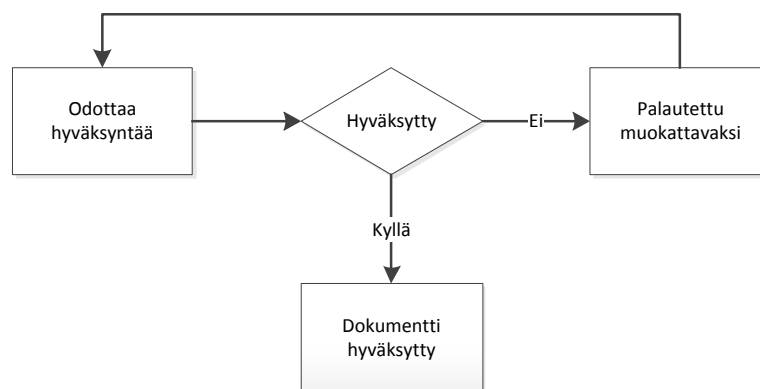 Odottaa
hyväksyntää
Hyväksytty
Ei
Palautettu
muokattavaksi
Kyllä
Dokumentti
hyväksytty